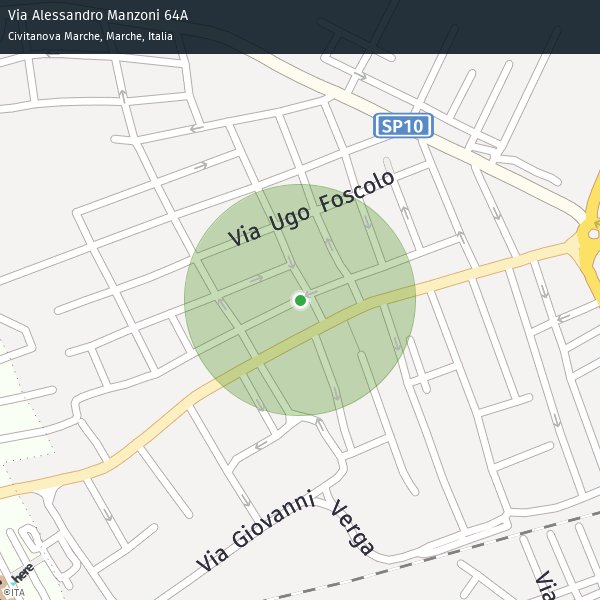 Via Alessandro Manzoni 64A
Civitanova Marche, Marche, Italia
SP10
Via Ugo Foscolo
Via Giovanni Verga
Via
here
©ITA